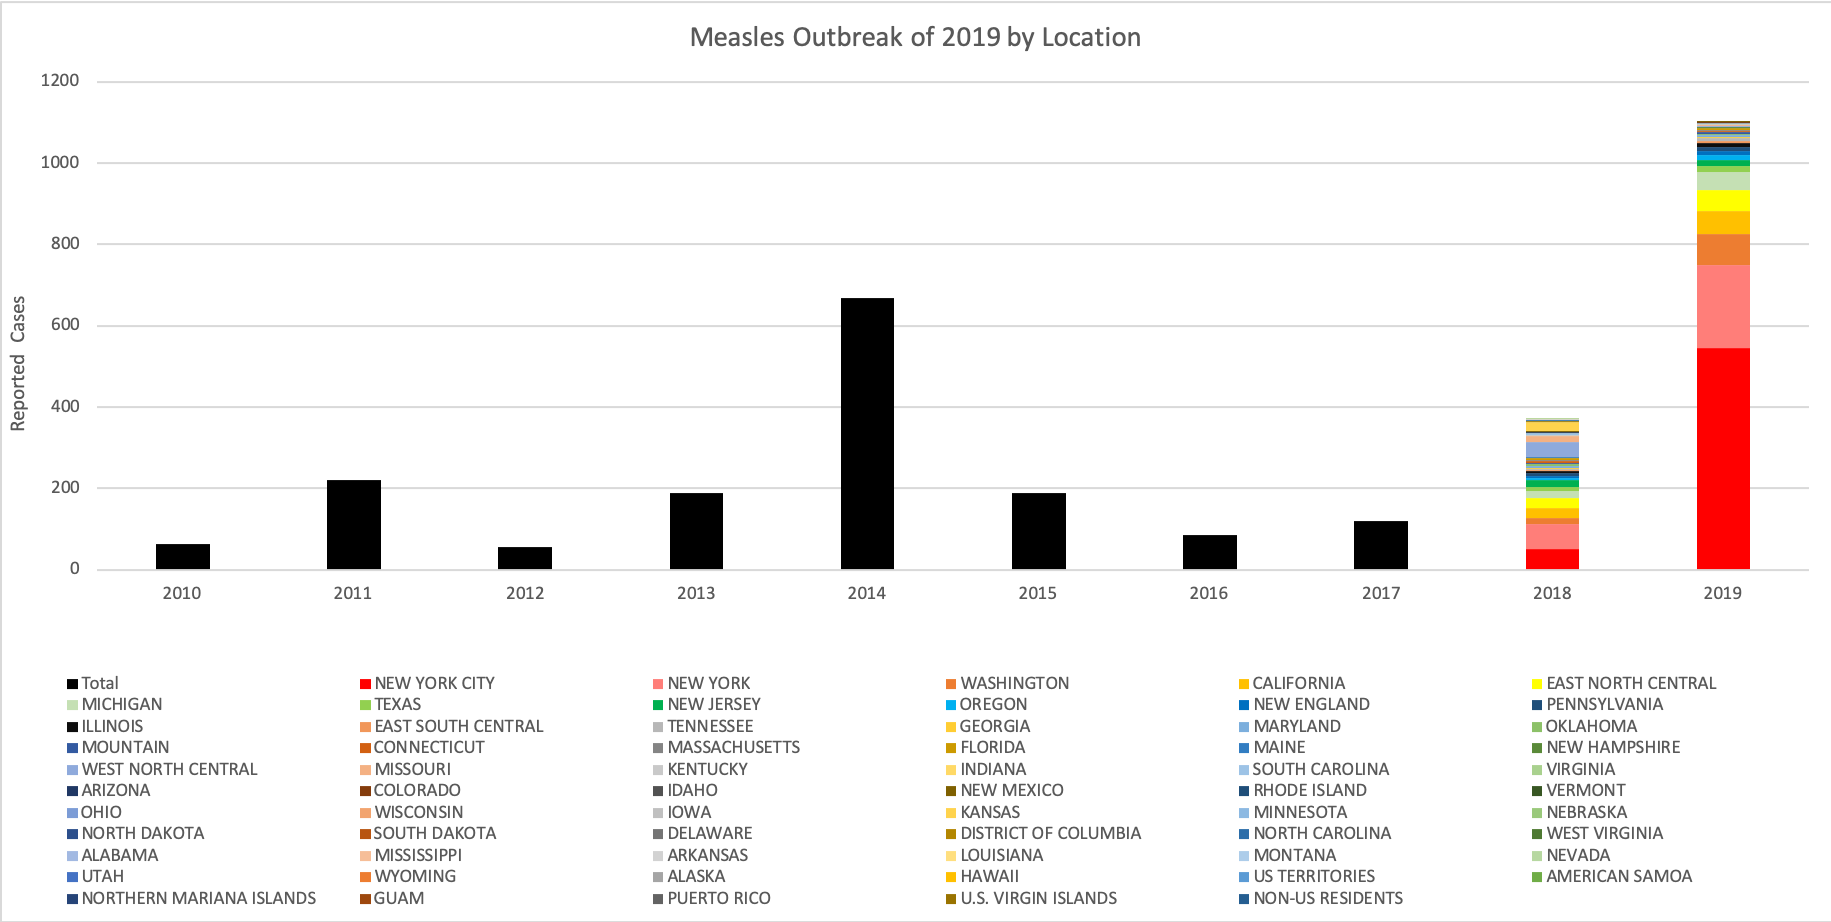 Measles Outbreak of 2019 by Location
1200
1000
800
600
400
200
0
Reported Cases
2010 2011 2012 2013 2014 2015 2016 2017 2018 2019
Total NEW YORK CITY NEW YORK WASHINGTON CALIFORNIA EAST NORTH CENTRAL
MICHIGAN TEXAS NEW JERSEY OREGON NEW ENGLAND PENNSYLVANIA
ILLINOIS EAST SOUTH CENTRAL TENNESSEE GEORGIA MARYLAND OKLAHOMA
MOUNTAIN CONNECTICUT MASSACHUSETTS FLORIDA MAINE NEW HAMPSHIRE
WEST NORTH CENTRAL MISSOURI KENTUCKY INDIANA SOUTH CAROLINA VIRGINIA
ARIZONA COLORADO IDAHO NEW MEXICO RHODE ISLAND VERMONT
OHIO WISCONSIN IOWA KANSAS MINNESOTA NEBRASKA
NORTH DAKOTA SOUTH DAKOTA DELAWARE DISTRICT OF COLUMBIA NORTH CAROLINA WEST VIRGINIA
ALABAMA MISSISSIPPI ARKANSAS LOUISIANA MONTANA NEVADA
UTAH WYOMING ALASKA HAWAII US TERRITORIES AMERICAN SAMOA
NORTHERN MARIANA ISLANDS GUAM PUERTO RICO U.S. VIRGIN ISLANDS NON-US RESIDENTS